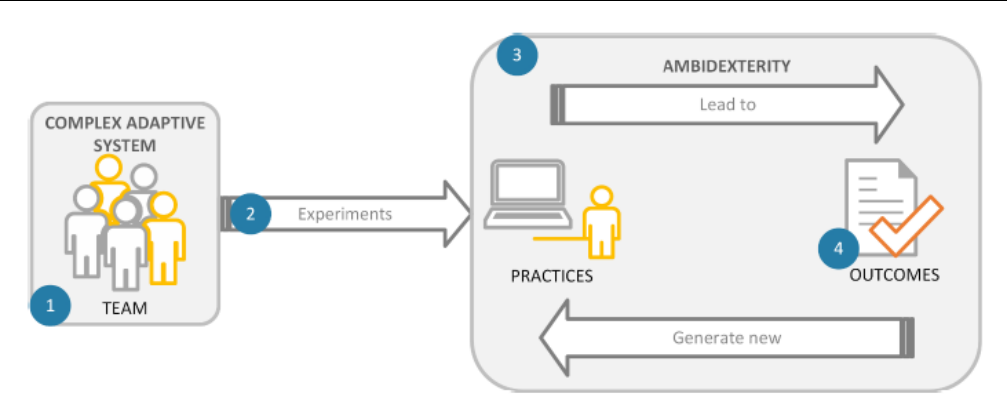 3
AMBIDEXTERITY
Lead to
COMPLEX ADAPTIVE
SYSTEM
2
Experiments
4
PRACTICES
OUTCOMES
1
TEAM
Generate new